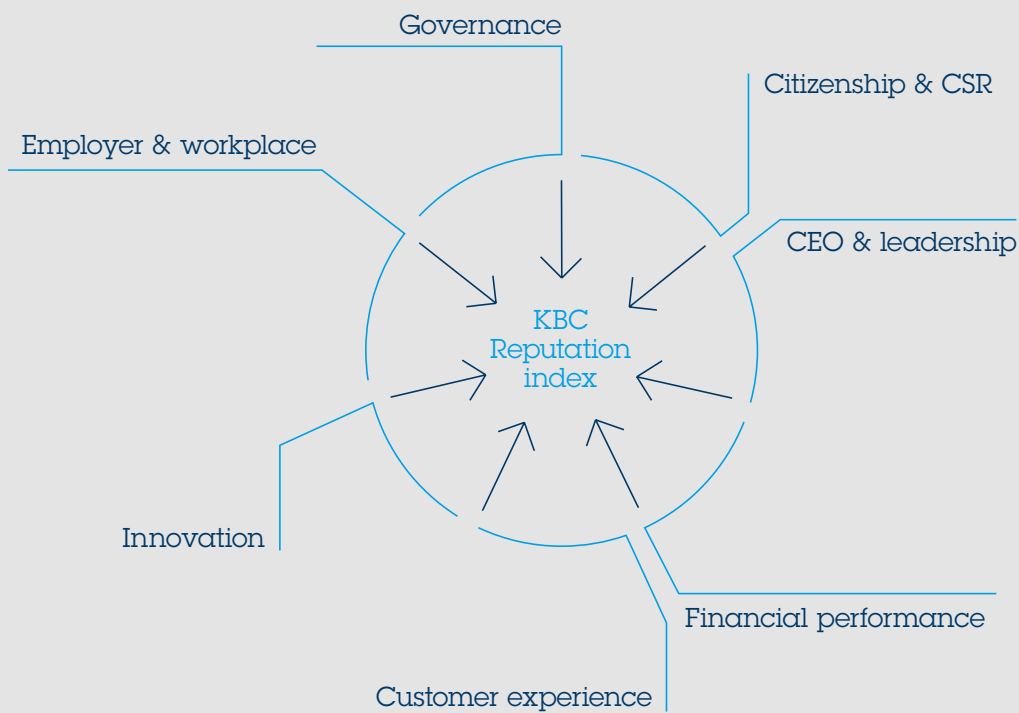 Governance
Citizenship & CSR
Employer & workplace
CEO & leadership
KBC
Reputation
index
Innovation
Financial performance
Customer experience